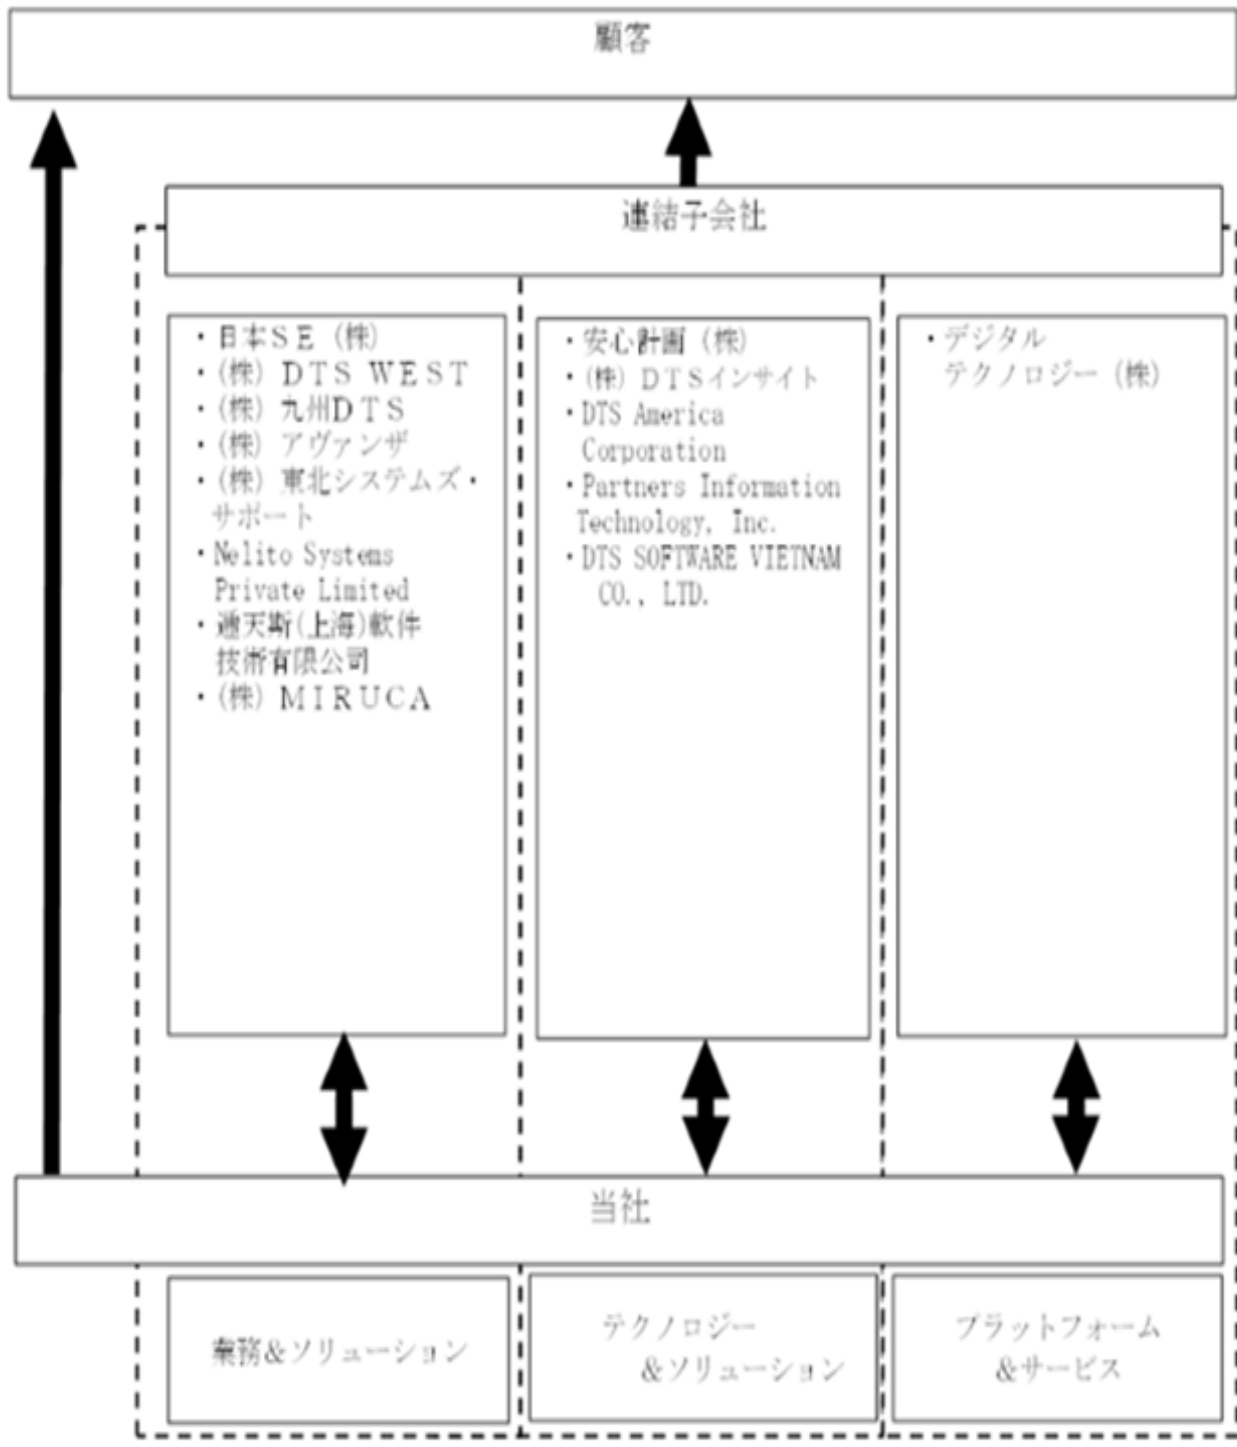 顧客
連結子会社
・日本ＳＥ（株）
・（株）ＤＴＳ ＷＥＳＴ
・（株）九州ＤＴＳ
・（株）アヴァンザ
・（株）東北システムズ・
サポート
・Nelito Systems
Private Limited
・逓天斯(上海)軟件
技術有限公司
・（株）ＭＩＲＵＣＡ
・安心計画（株）
・（株）ＤＴＳインサイト
・DTS America
Corporation
・Partners Information
Technology, Inc.
・DTS SOFTWARE VIETNAM
CO., LTD.
・デジタル
テクノロジー（株）
当社
業務＆ソリューション
テクノロジー
＆ソリューション
プラットフォーム
＆サービス